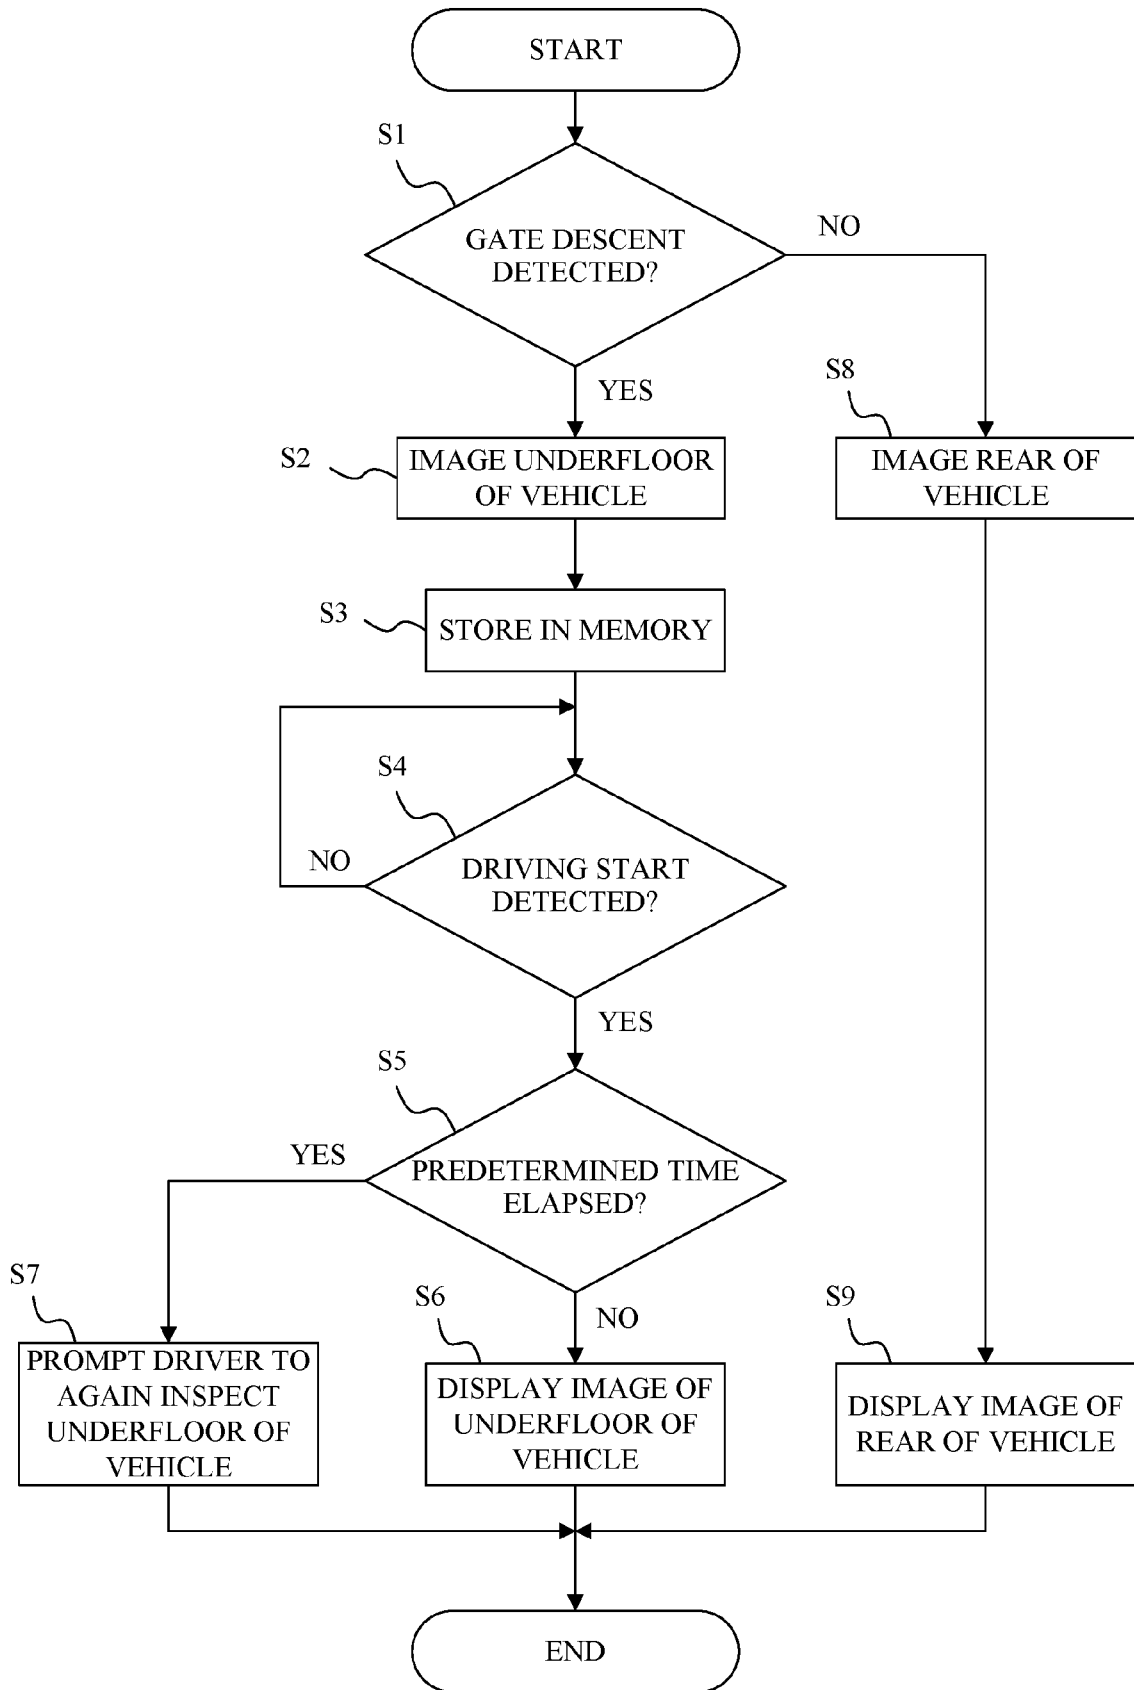 START
S1
GATE DESCENT
DETECTED?
NO
YES
S8
S2
IMAGE UNDERFLOOR
OF VEHICLE
IMAGE REAR OF
VEHICLE
S3
STORE IN MEMORY
S4
NO
DRIVING START
DETECTED?
YES
S5
YES
PREDETERMINED TIME
ELAPSED?
NO
S7
PROMPT DRIVER TO
AGAIN INSPECT
UNDERFLOOR OF
VEHICLE
S6
DISPLAY IMAGE OF
UNDERFLOOR OF
VEHICLE
S9
DISPLAY IMAGE OF
REAR OF VEHICLE
END